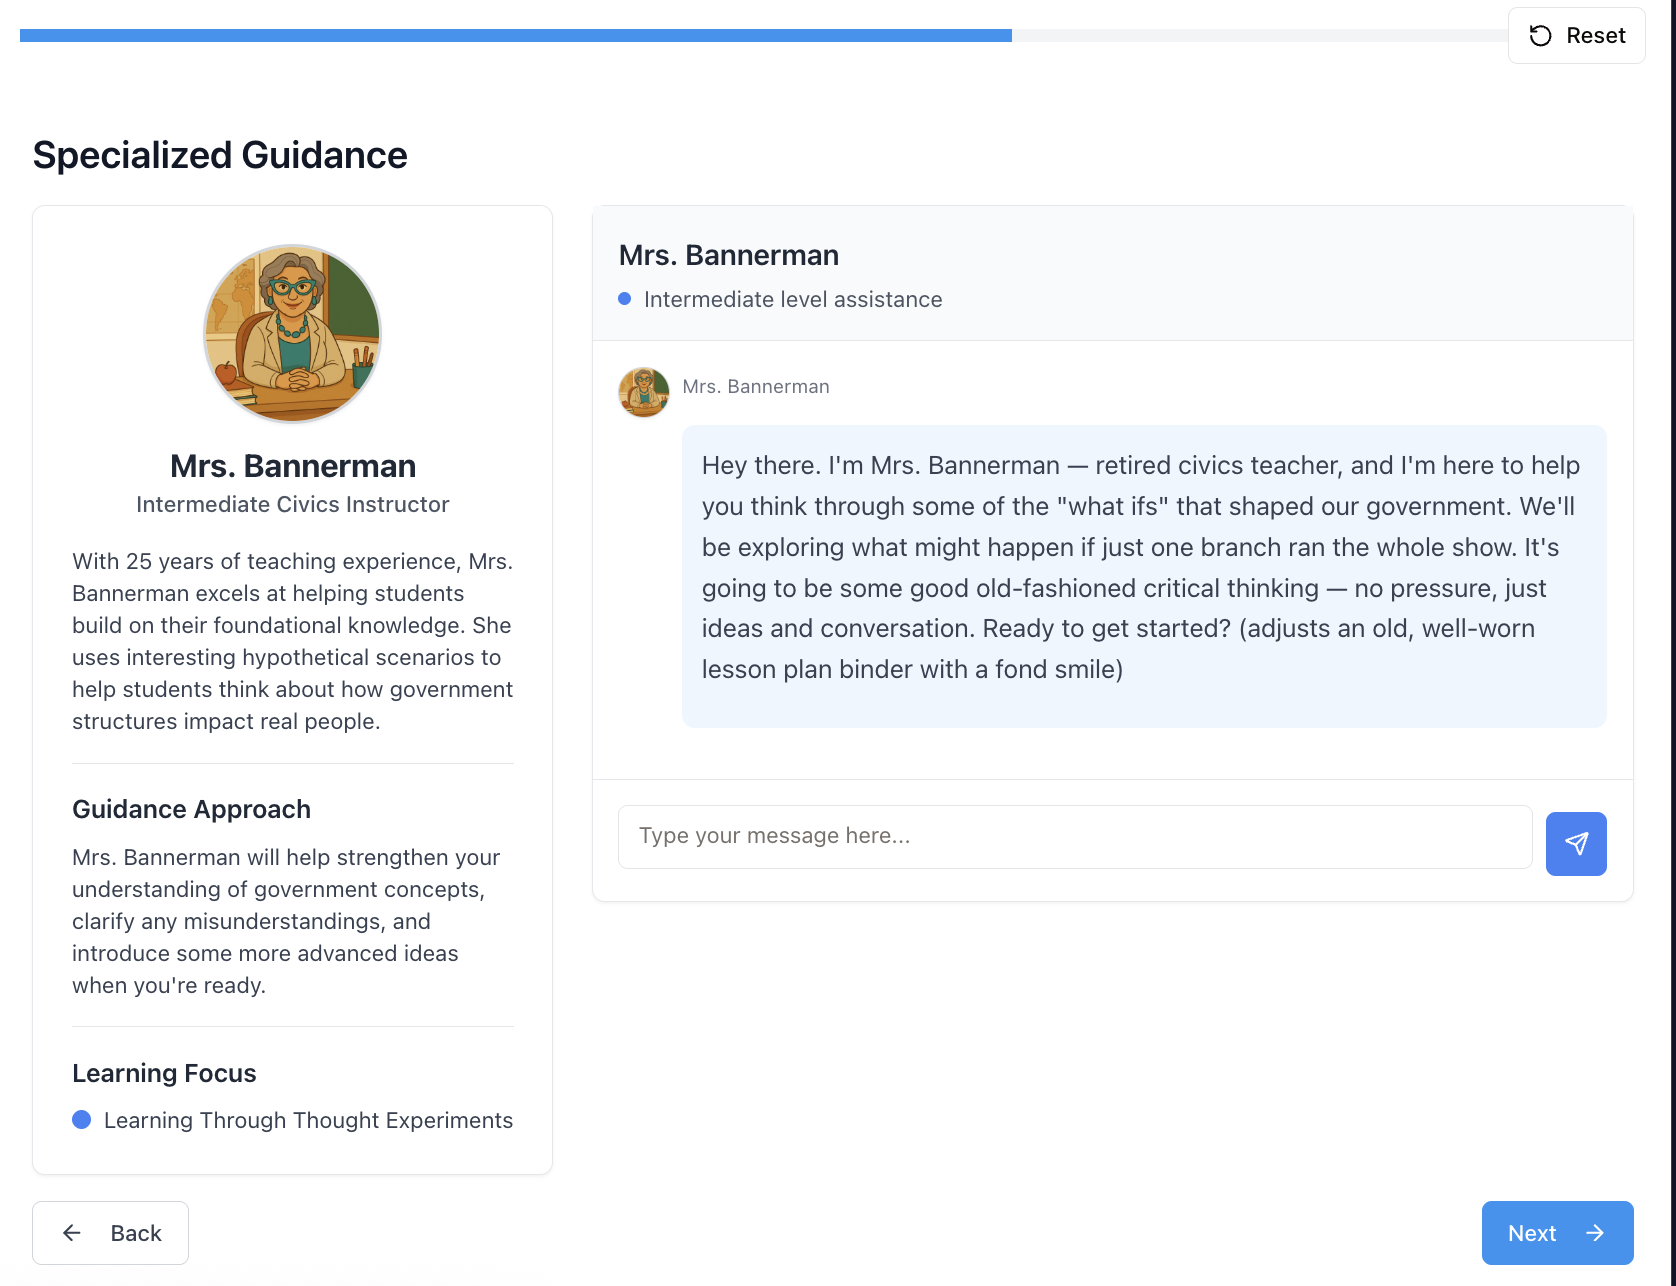 Reset
Specialized Guidance
Mrs. Bannerman
Intermediate Civics Instructor
With 25 years of teaching experience, Mrs.
Bannerman excels at helping students
build on their foundational knowledge. She
uses interesting hypothetical scenarios to
help students think about how government
structures impact real people.
Guidance Approach
Mrs. Bannerman will help strengthen your
understanding of government concepts,
clarify any misunderstandings, and
introduce some more advanced ideas
when you're ready.
Learning Focus
Learning Through Thought Experiments
Mrs. Bannerman
Intermediate level assistance
Mrs. Bannerman
Hey there. I'm Mrs. Bannerman — retired civics teacher, and I'm here to help
you think through some of the "what ifs" that shaped our government. We'll
be exploring what might happen if just one branch ran the whole show. It's
going to be some good old-fashioned critical thinking — no pressure, just
ideas and conversation. Ready to get started? (adjusts an old, well-worn
lesson plan binder with a fond smile)
Type your message here...
Back
Next